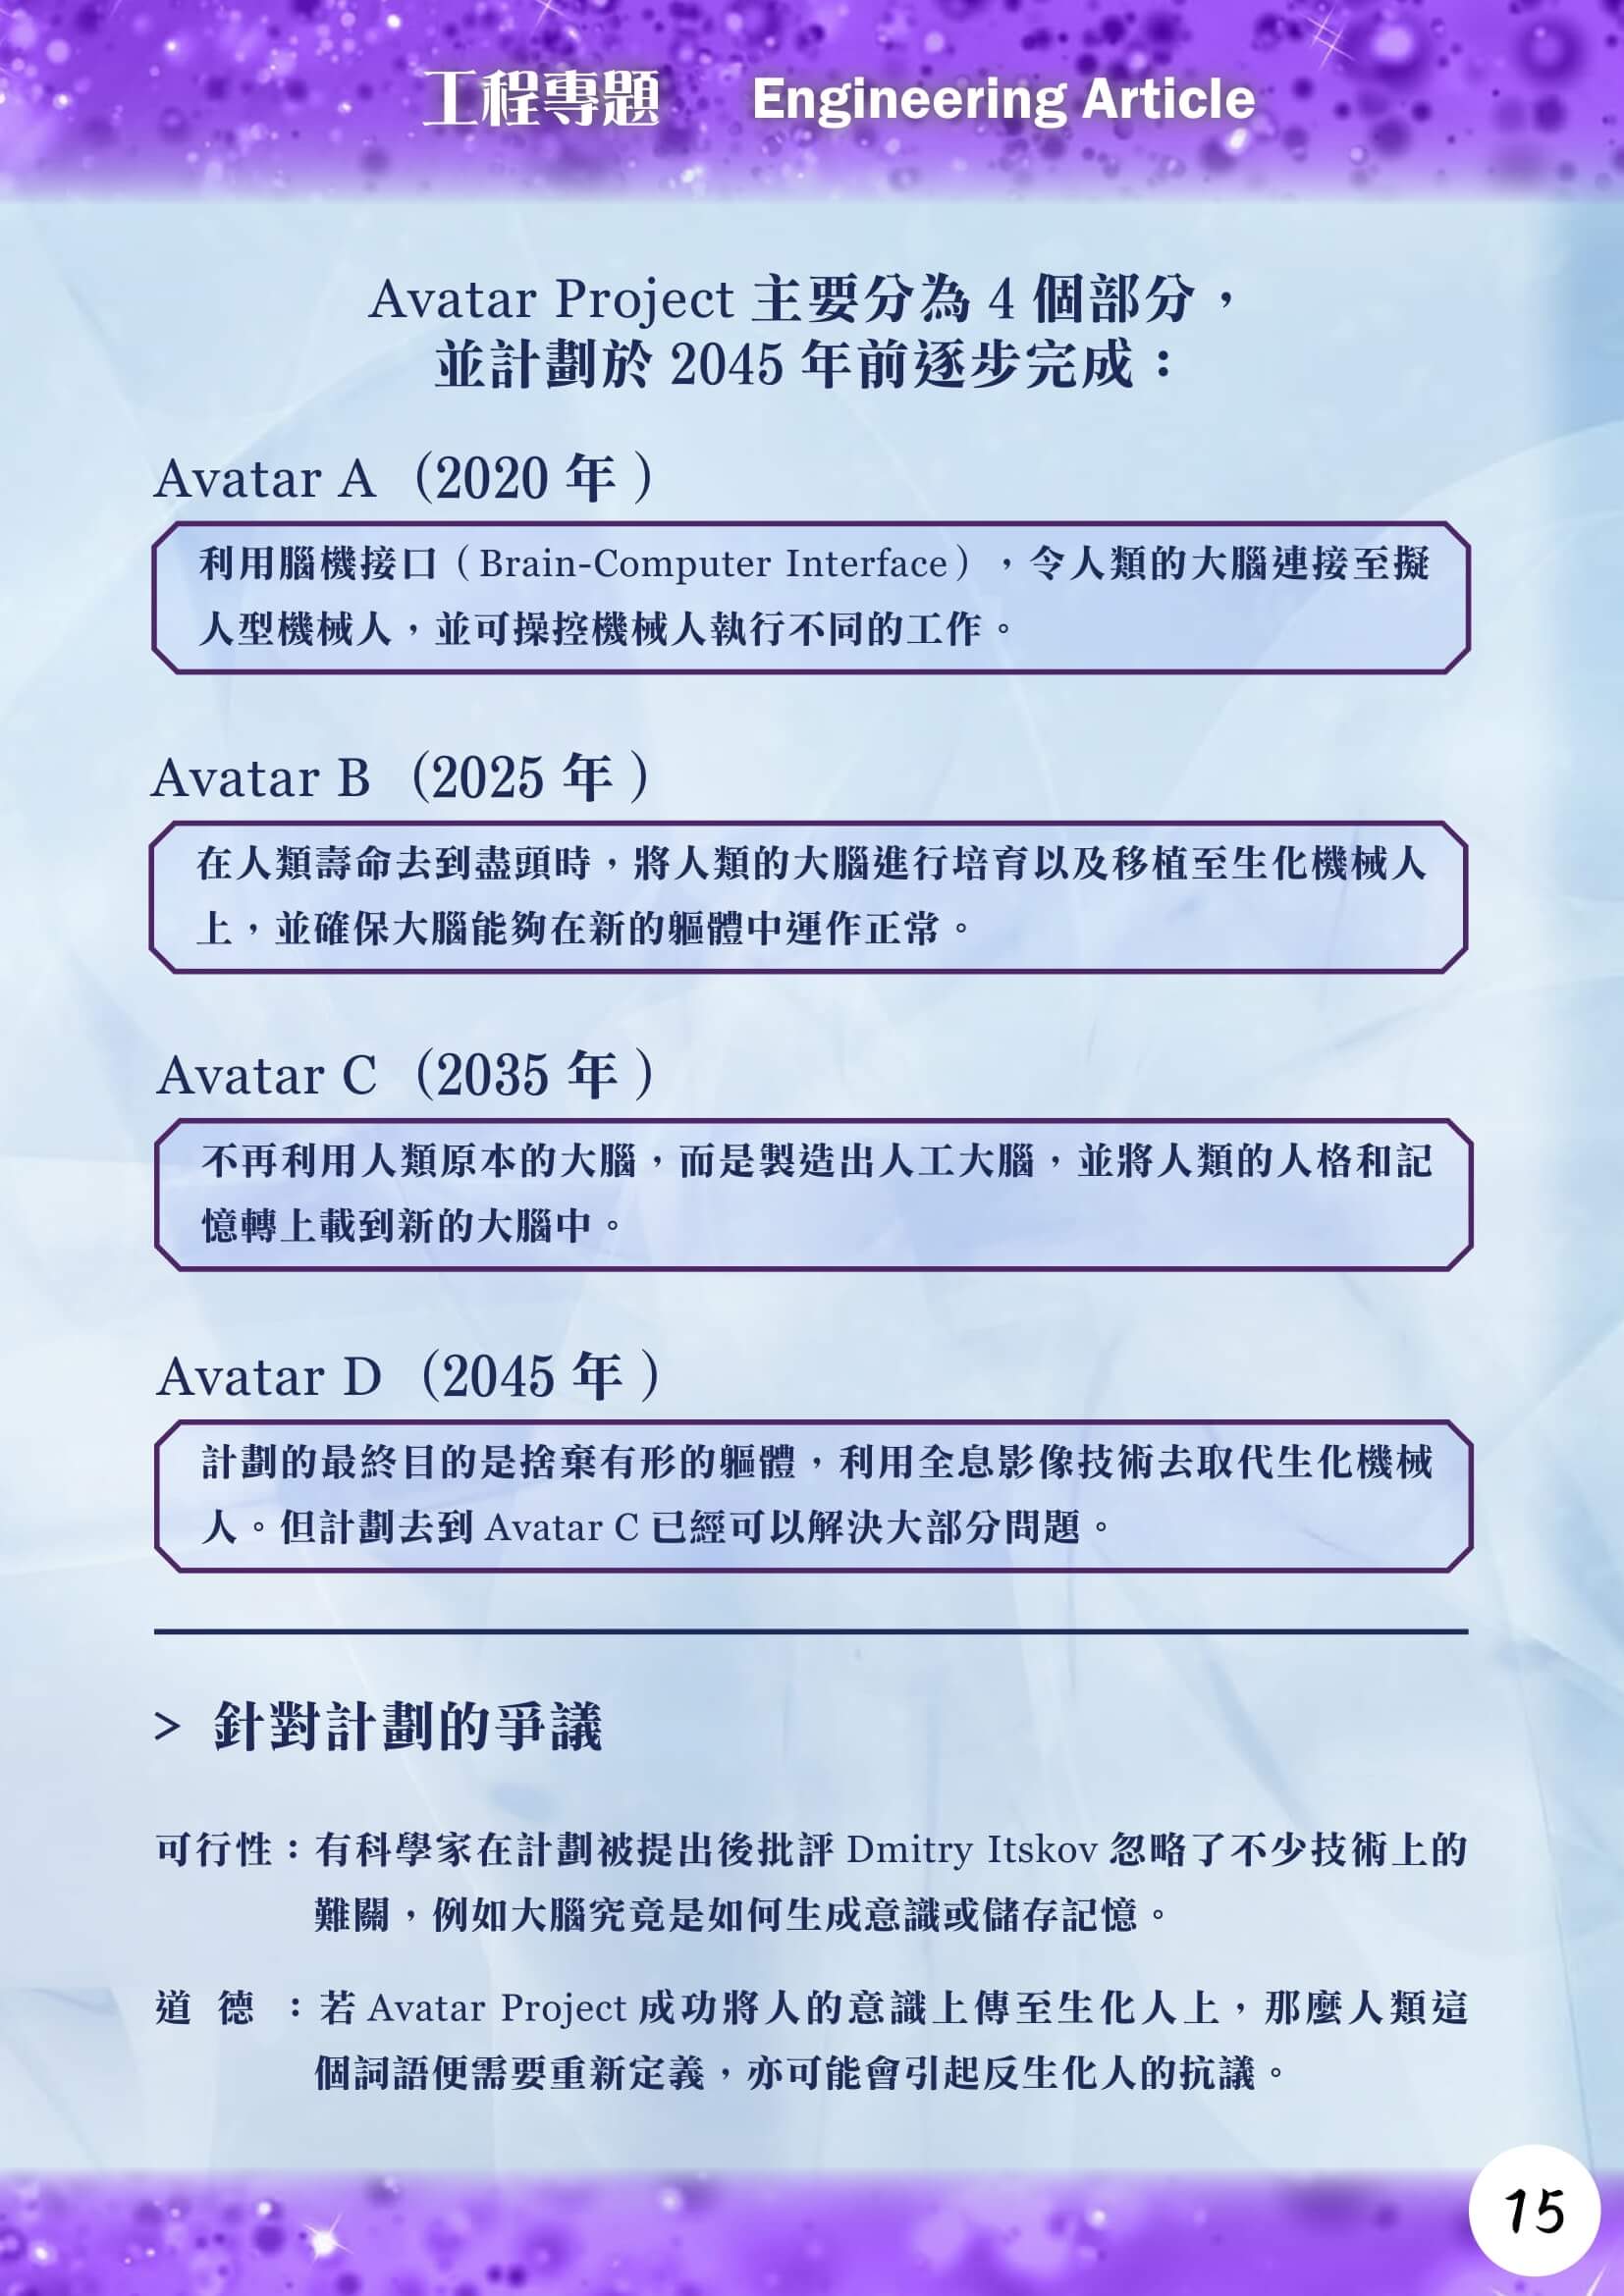 工程專題 Engineering Article
Avatar Project 主要分為 4 個部分，
並計劃於 2045 年前逐步完成：
Avatar A（2020 年）
利用腦機接口（Brain-Computer Interface），令人類的大腦連接至擬
人型機械人，並可操控機械人執行不同的工作。
Avatar B（2025 年）
在人類壽命去到盡頭時，將人類的大腦進行培育以及移植至生化機械人
上，並確保大腦能夠在新的軀體中運作正常。
Avatar C（2035 年）
不再利用人類原本的大腦，而是製造出人工大腦，並將人類的人格和記
憶轉上載到新的大腦中。
Avatar D（2045 年）
計劃的最終目的是捨棄有形的軀體，利用全息影像技術去取代生化機械
人。但計劃去到 Avatar C 已經可以解決大部分問題。
> 針對計劃的爭議
可行性：有科學家在計劃被提出後批評 Dmitry Itskov 忽略了不少技術上的
難關，例如大腦究竟是如何生成意識或儲存記憶。
道 德 ：若 Avatar Project 成功將人的意識上傳至生化人上，那麼人類這
個詞語便需要重新定義，亦可能會引起反生化人的抗議。
15